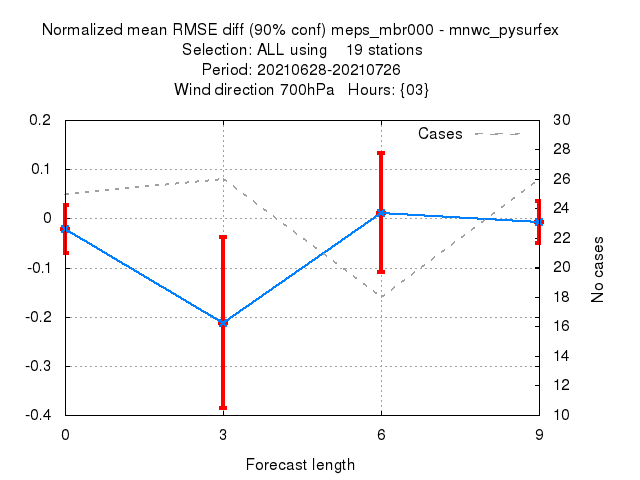 Normalized mean RMSE diff (90% conf) meps_mbr000 - mnwc_pysurfex
Selection: ALL using    19 stations
Period: 20210628-20210726
Wind direction 700hPa   Hours: {03}
Cases
0.2
0.1
0
-0.1
-0.2
-0.3
-0.4
30
28
26
24
22
20
18
16
14
12
10
No cases
0 3 6 9
Forecast length